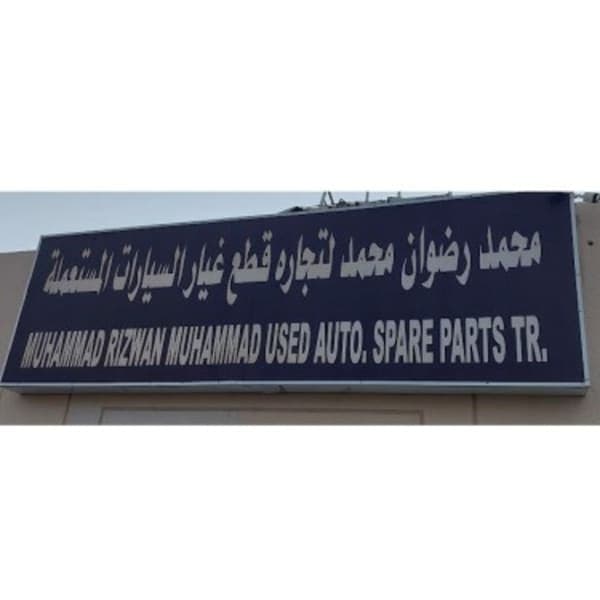 محمد رضوان محمد لتجاره قطع غيار السيارات المستعملة
MUHAMMAD RIZWAN MUHAMMAD USED AUTO. SPARE PARTS TR.